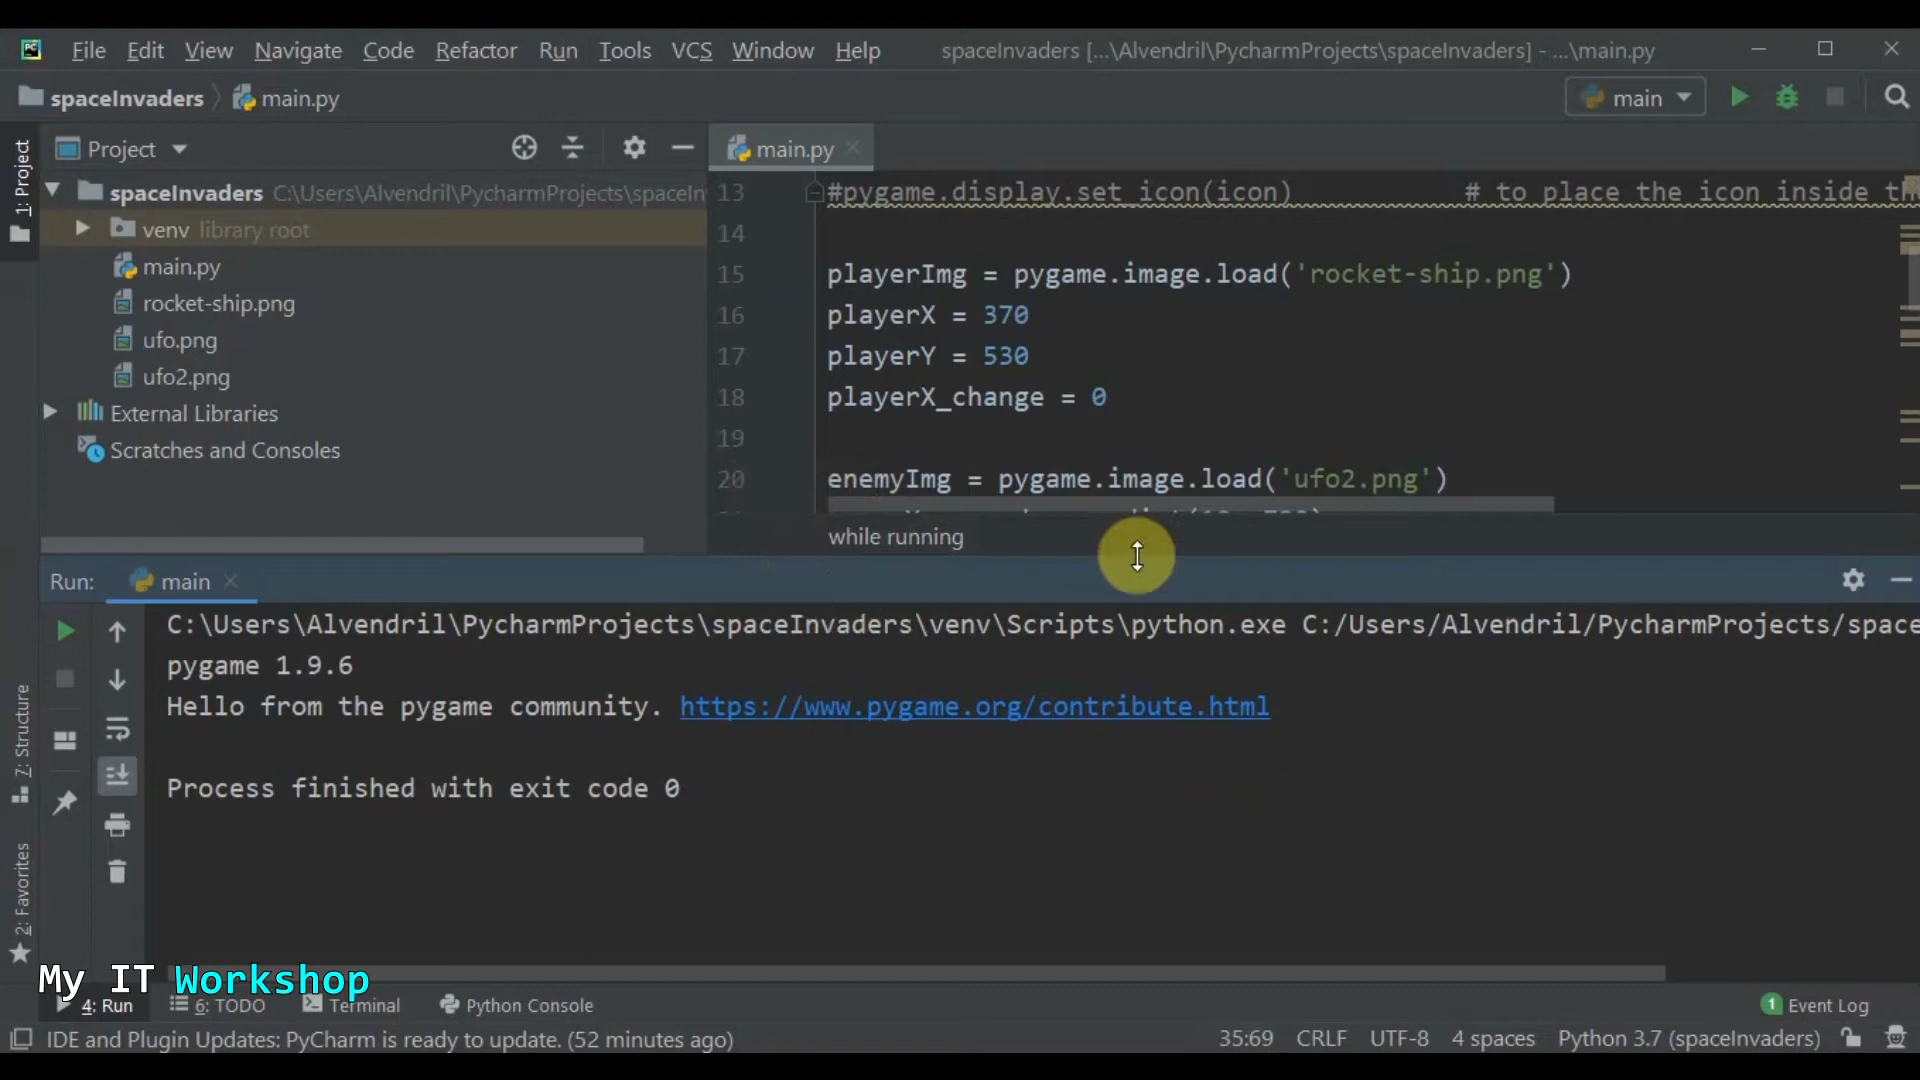 File Edit View Navigate Code Refactor Run Tools VCS Window Help spaceInvaders [...\Alvendril\PycharmProjects\spaceInvaders] - ...\main.py
spaceInvaders main.py main
1: Project
Project
main.py
spaceInvaders C:\Users\Alvendril\PycharmProjects\spaceIn
venv library root
main.py
rocket-ship.png
ufo.png
ufo2.png
External Libraries
Scratches and Consoles
13 #pygame.display.set_icon(icon) # to place the icon inside th
14
15 playerImg = pygame.image.load('rocket-ship.png')
16 playerX = 370
17 playerY = 530
18 playerX_change = 0
19
20 enemyImg = pygame.image.load('ufo2.png')
while running
Run: main
C:\Users\Alvendril\PycharmProjects\spaceInvaders\venv\Scripts\python.exe C:/Users/Alvendril/PycharmProjects/space
pygame 1.9.6
Hello from the pygame community. https://www.pygame.org/contribute.html
Process finished with exit code 0
7: Structure
2: Favorites
My IT Workshop
4: Run 6: TODO Terminal Python Console 1 Event Log
IDE and Plugin Updates: PyCharm is ready to update. (52 minutes ago) 35:69 CRLF UTF-8 4 spaces Python 3.7 (spaceInvaders)